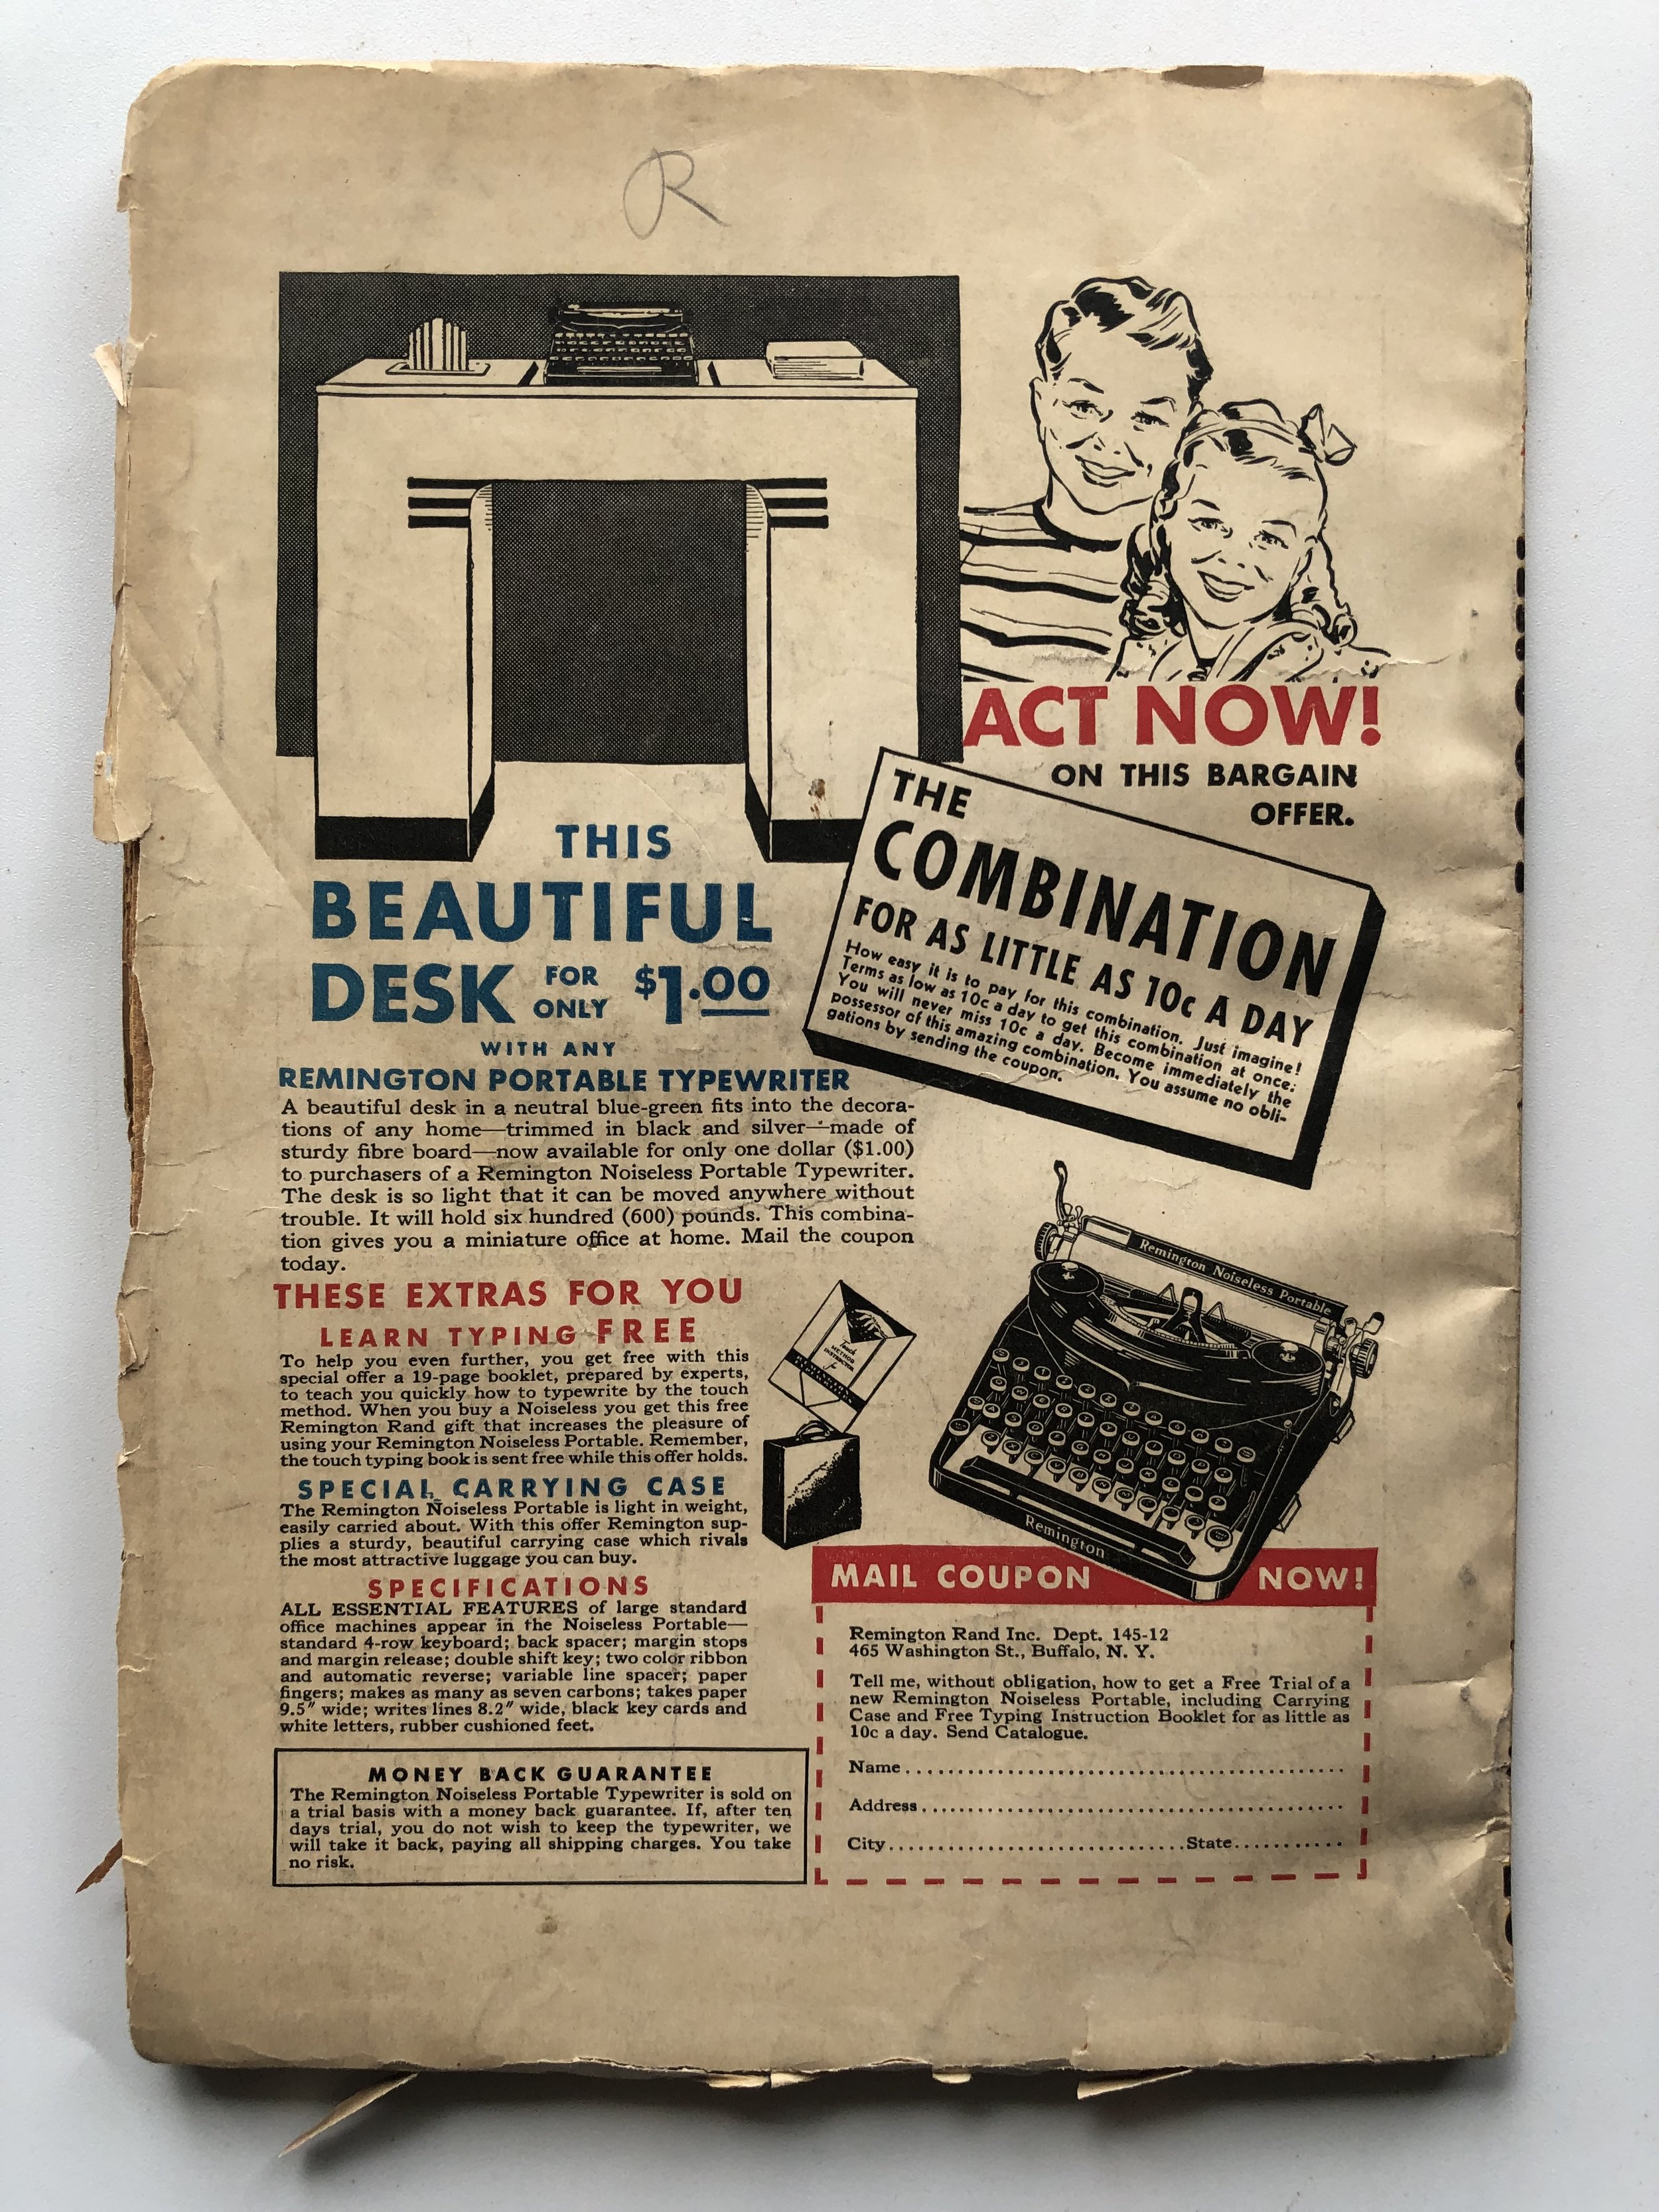 R
ACT NOW!
ON THIS BARGAIN
OFFER.
THE
COMBINATION
FOR AS LITTLE AS 10c A DAY
How easy it is to pay for this combination. Just imagine!
Terms as low as 10c a day to get this combination at once.
You will never miss 10c a day. Become immediately the
possessor of this amazing combination. You assume no obli-
gations by sending the coupon.
THIS
BEAUTIFUL
DESK FOR ONLY $1.00
WITH ANY
REMINGTON PORTABLE TYPEWRITER
A beautiful desk in a neutral blue-green fits into the decora-
tions of any home—trimmed in black and silver—made of
sturdy fibre board—now available for only one dollar ($1.00)
to purchasers of a Remington Noiseless Portable Typewriter.
The desk is so light that it can be moved anywhere without
trouble. It will hold six hundred (600) pounds. This combina-
tion gives you a miniature office at home. Mail the coupon
today.
THESE EXTRAS FOR YOU
LEARN TYPING FREE
To help you even further, you get free with this
special offer a 19-page booklet, prepared by experts,
to teach you quickly how to typewrite by the touch
method. When you buy a Noiseless you get this free
Remington Rand gift that increases the pleasure of
using your Remington Noiseless Portable. Remember,
the touch typing book is sent free while this offer holds.
SPECIAL CARRYING CASE
The Remington Noiseless Portable is light in weight,
easily carried about. With this offer Remington sup-
plies a sturdy, beautiful carrying case which rivals
the most attractive luggage you can buy.
SPECIFICATIONS
ALL ESSENTIAL FEATURES of large standard
office machines appear in the Noiseless Portable—
standard 4-row keyboard; back spacer; margin stops
and margin release; double shift key; two color ribbon
and automatic reverse; variable line spacer; paper
fingers; makes as many as seven carbons; takes paper
9.5" wide; writes lines 8.2" wide, black key cards and
white letters, rubber cushioned feet.
MONEY BACK GUARANTEE
The Remington Noiseless Portable Typewriter is sold on
a trial basis with a money back guarantee. If, after ten
days trial, you do not wish to keep the typewriter, we
will take it back, paying all shipping charges. You take
no risk.
Touch
METHOD
INSTRUCTOR
Remington Noiseless Portable
Remington
MAIL COUPON NOW!
Remington Rand Inc. Dept. 145-12
465 Washington St., Buffalo, N. Y.
Tell me, without obligation, how to get a Free Trial of a
new Remington Noiseless Portable, including Carrying
Case and Free Typing Instruction Booklet for as little as
10c a day. Send Catalogue.
Name
Address
City State